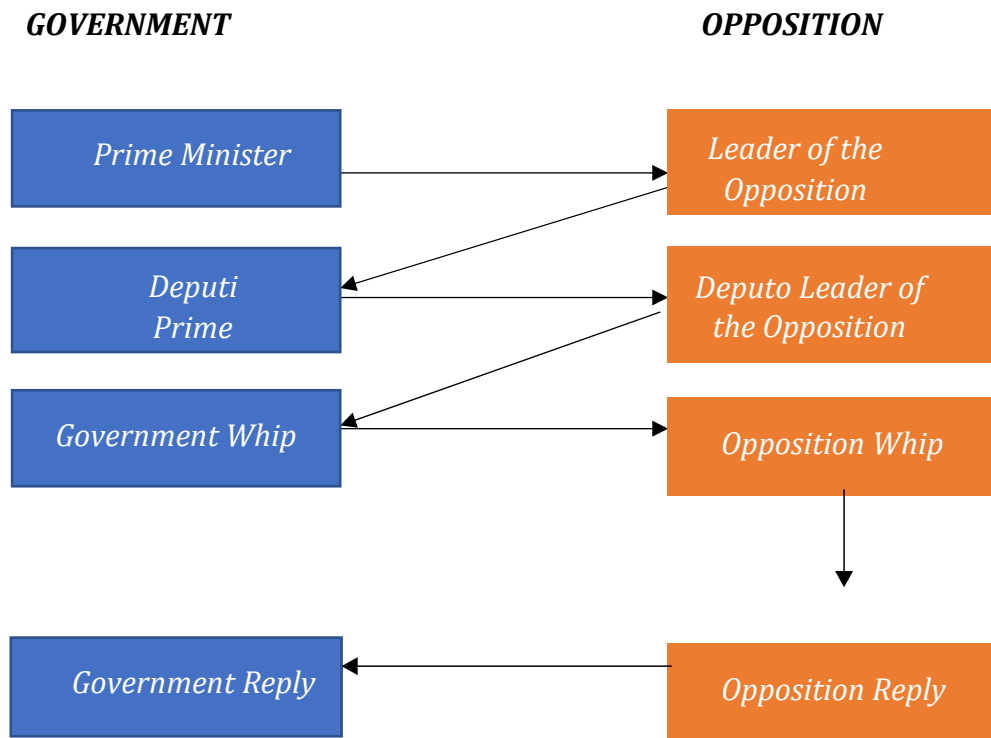 GOVERNMENT
OPPOSITION
Prime Minister
Leader of the
Opposition
Deputi
Prime
Deputo Leader of
the Opposition
Government Whip
Opposition Whip
Government Reply
Opposition Reply